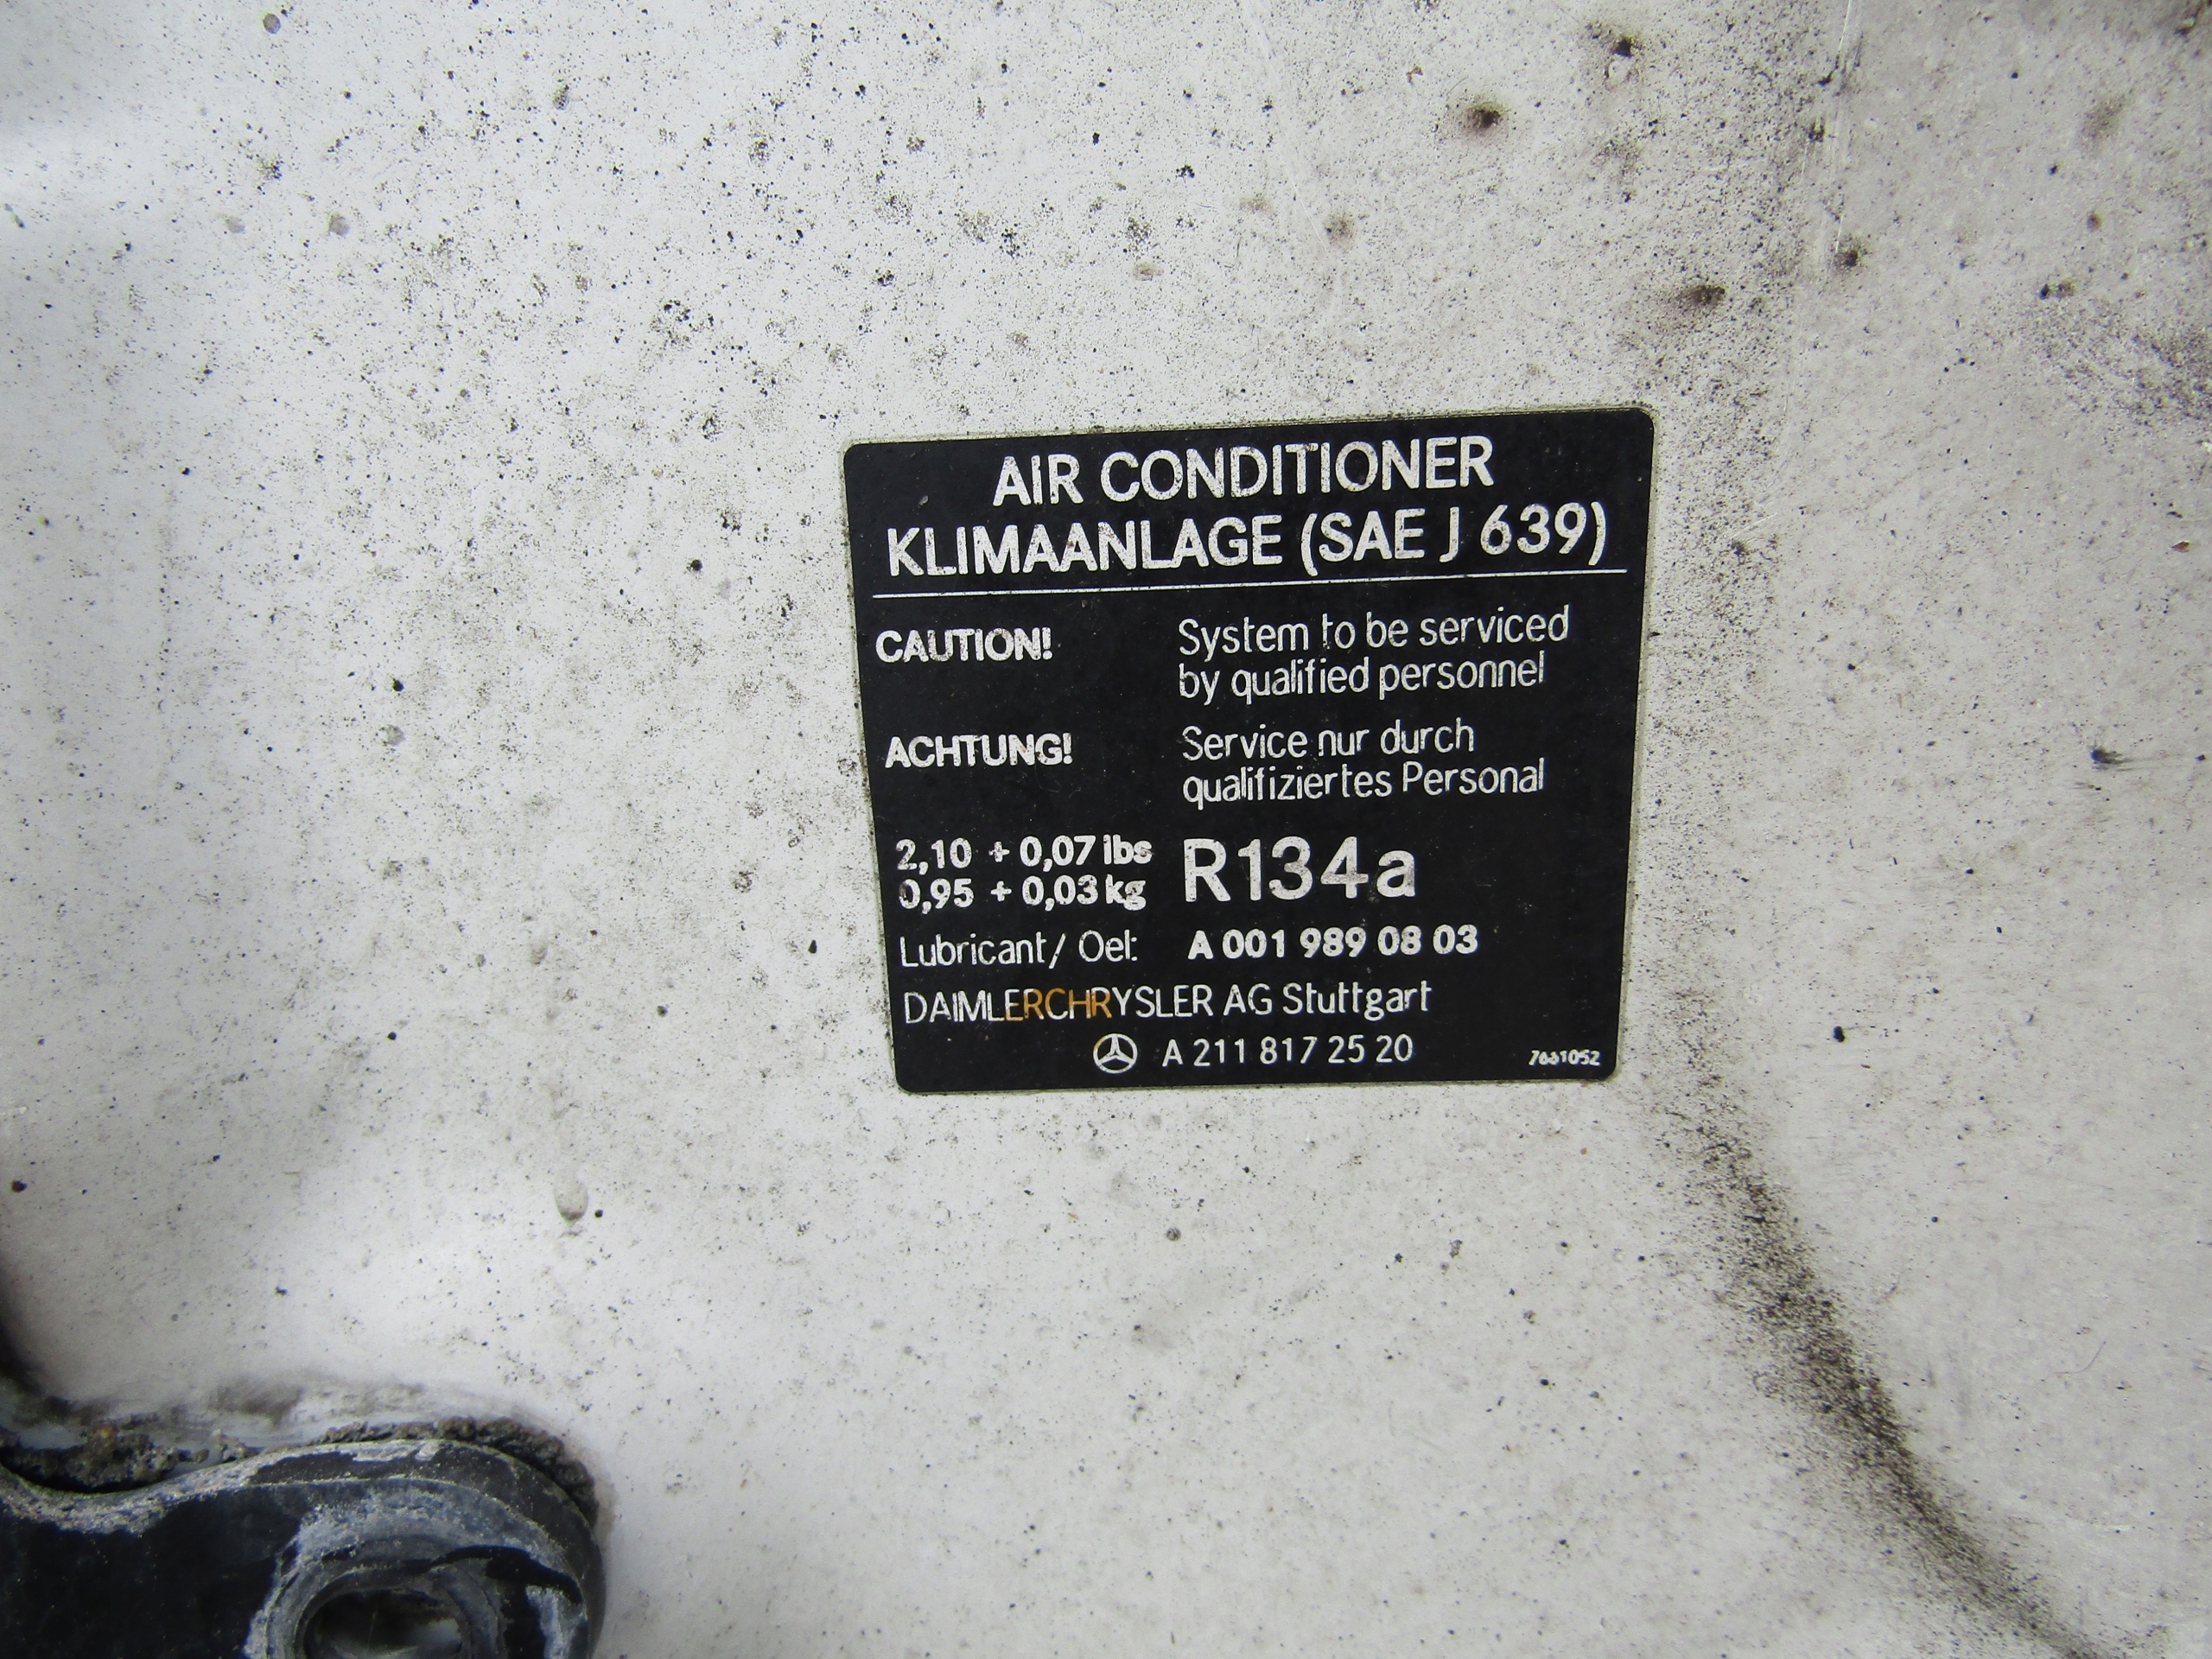 AIR CONDITIONER
KLIMAANLAGE (SAE J 639)
CAUTION! System to be serviced
by qualified personnel
ACHTUNG! Service nur durch
qualifiziertes Personal
2,10 + 0,07 lbs R134a
0,95 + 0,03 kg
Lubricant/ Oel: A 001 989 08 03
DAIMLERCHRYSLER AG Stuttgart
A 211 817 25 20